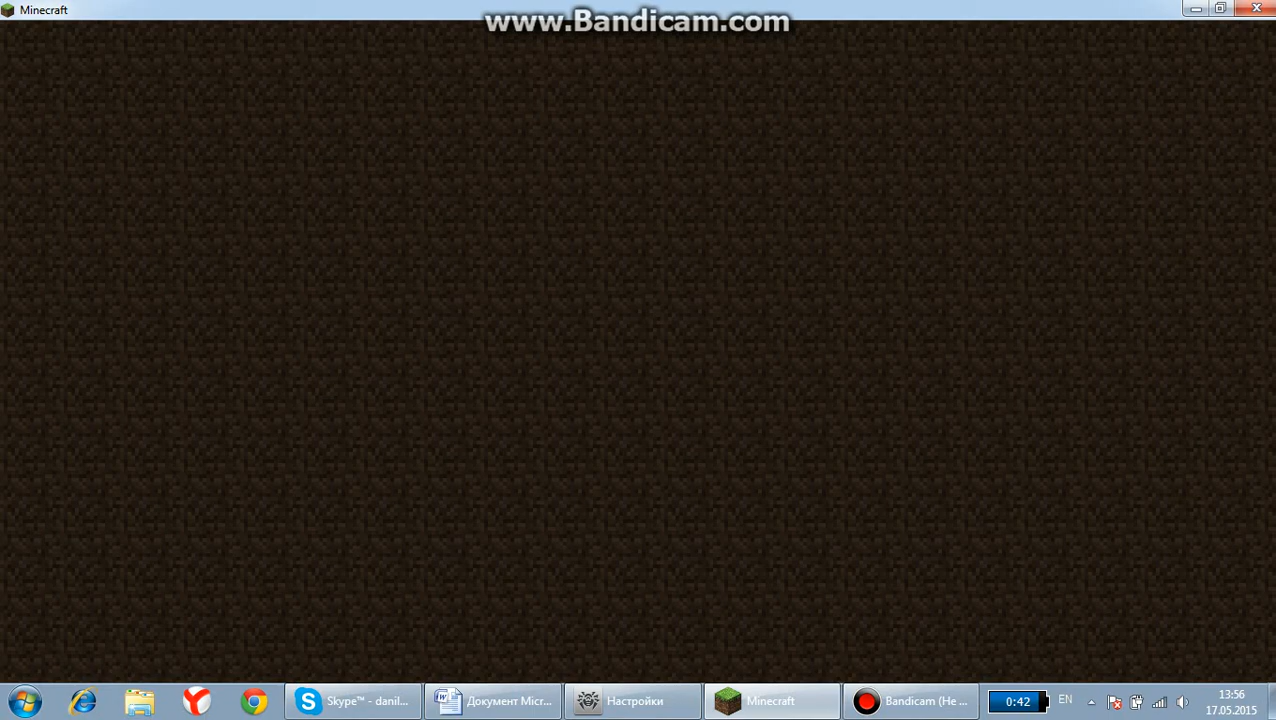 Minecraft
www.Bandicam.com
Skype™ - danil...
Документ Micr...
Настройки
Minecraft
Bandicam (Не ...
0:42
EN
13:56
17.05.2015